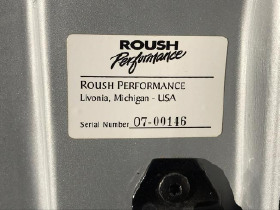 ROUSH
Performance
ROUSH PERFORMANCE
Livonia, Michigan - USA
Serial Number 07-00146